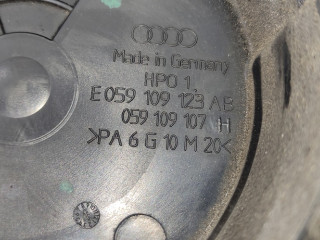 Made in Germany
HPO 1.
E 059 109 123 AB
059 109 107 H
>PA 6 G 10 M 20<